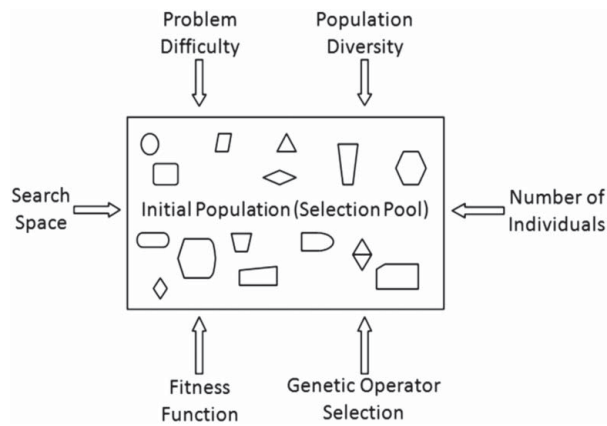 Problem
Difficulty
Population
Diversity
Search
Space
Initial Population (Selection Pool)
Number of
Individuals
Fitness
Function
Genetic Operator
Selection